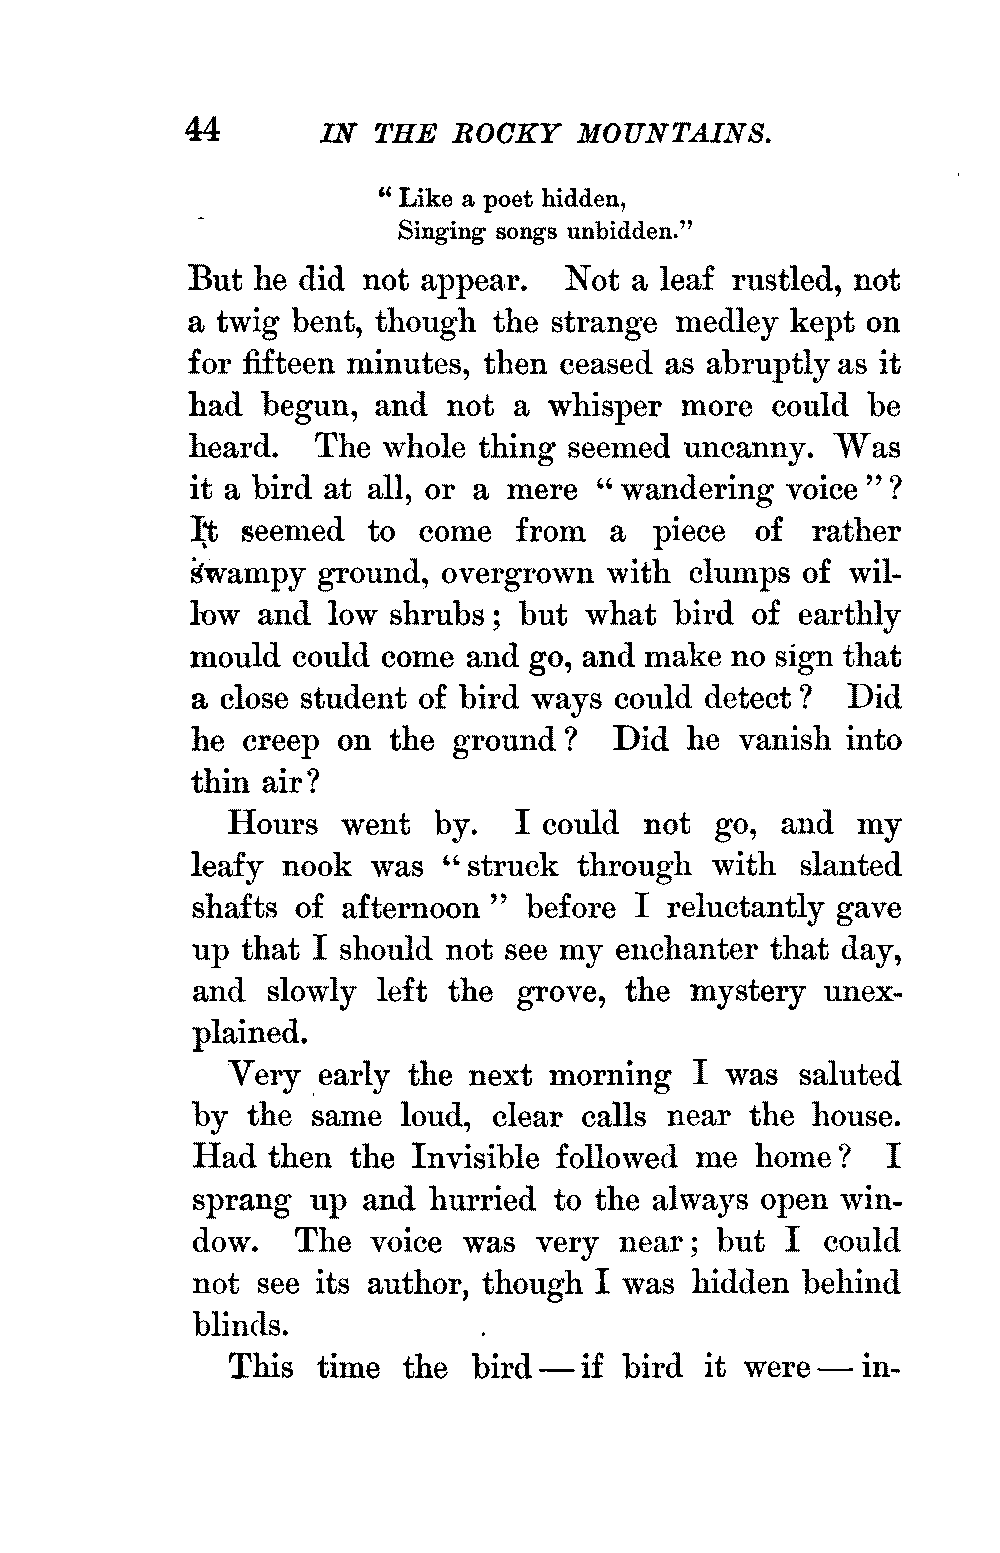 44 IN THE ROCKY MOUNTAINS.
“Like a poet hidden,
Singing songs unbidden.”
But he did not appear. Not a leaf rustled, not
a twig bent, though the strange medley kept on
for fifteen minutes, then ceased as abruptly as it
had begun, and not a whisper more could be
heard. The whole thing seemed uncanny. Was
it a bird at all, or a mere “wandering voice”?
It seemed to come from a piece of rather
swampy ground, overgrown with clumps of wil-
low and low shrubs; but what bird of earthly
mould could come and go, and make no sign that
a close student of bird ways could detect? Did
he creep on the ground? Did he vanish into
thin air?
Hours went by. I could not go, and my
leafy nook was “struck through with slanted
shafts of afternoon” before I reluctantly gave
up that I should not see my enchanter that day,
and slowly left the grove, the mystery unex-
plained.
Very early the next morning I was saluted
by the same loud, clear calls near the house.
Had then the Invisible followed me home? I
sprang up and hurried to the always open win-
dow. The voice was very near; but I could
not see its author, though I was hidden behind
blinds.
This time the bird — if bird it were — in-